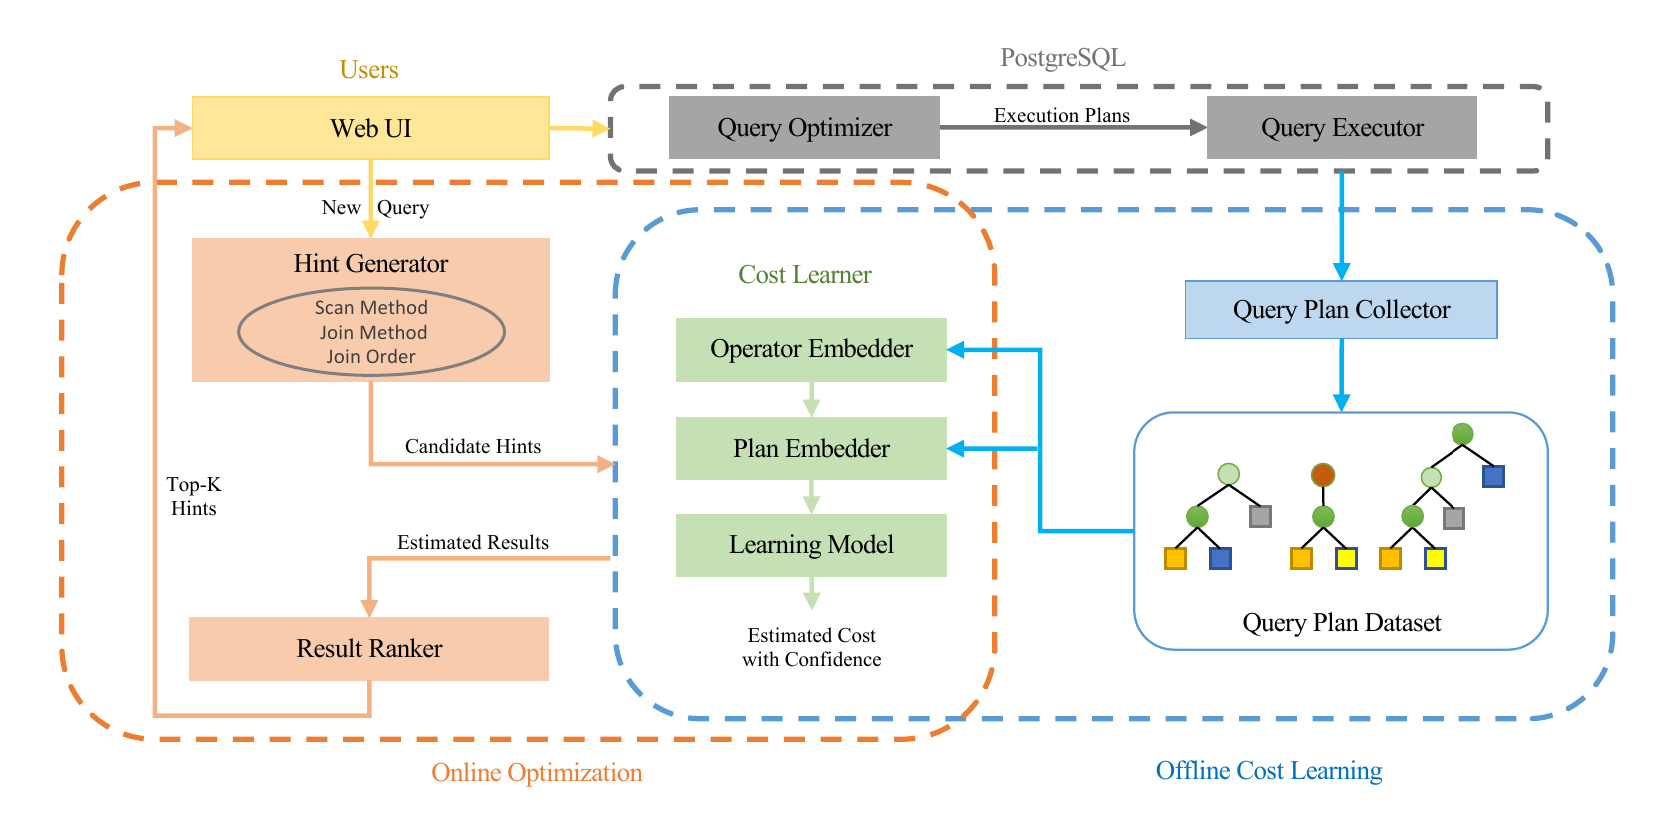 Users
PostgreSQL
Web UI
Query Optimizer
Execution Plans
Query Executor
New Query
Hint Generator
Scan Method
Join Method
Join Order
Cost Learner
Operator Embedder
Plan Embedder
Learning Model
Estimated Cost
with Confidence
Query Plan Collector
Query Plan Dataset
Candidate Hints
Top-K
Hints
Estimated Results
Result Ranker
Online Optimization
Offline Cost Learning